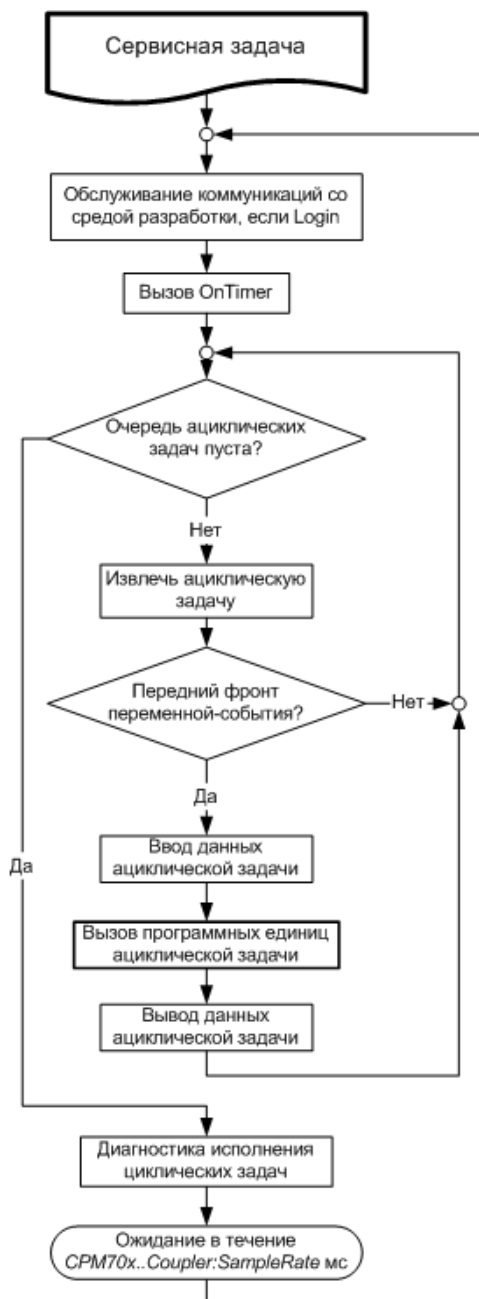 Сервисная задача
Обслуживание коммуникаций со
средой разработки, если Login
Вызов OnTimer
Очередь ациклических
задач пуста?
Нет
Извлечь ациклическую
задачу
Передний фронт
переменной-события?
Нет
Да
Ввод данных
ациклической задачи
Да
Вызов программных единиц
ациклической задачи
Вывод данных
ациклической задачи
Диагностика исполнения
циклических задач
Ожидание в течение
CPM70x..Coupler:SampleRate мс